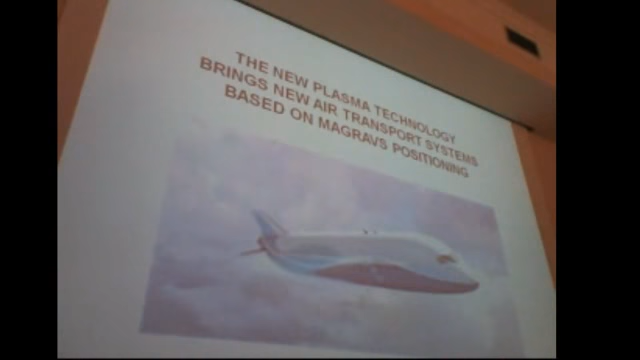 THE NEW PLASMA TECHNOLOGY
BRINGS NEW AIR TRANSPORT SYSTEMS
BASED ON MAGRAVS POSITIONING